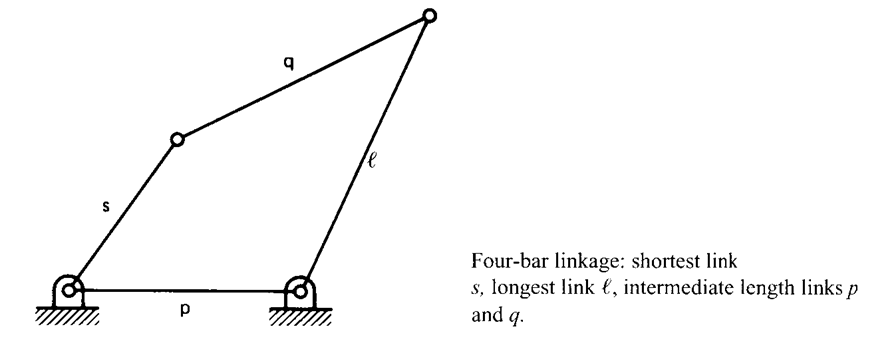 q
ℓ
s
p
Four-bar linkage: shortest link
s, longest link ℓ, intermediate length links p
and q.